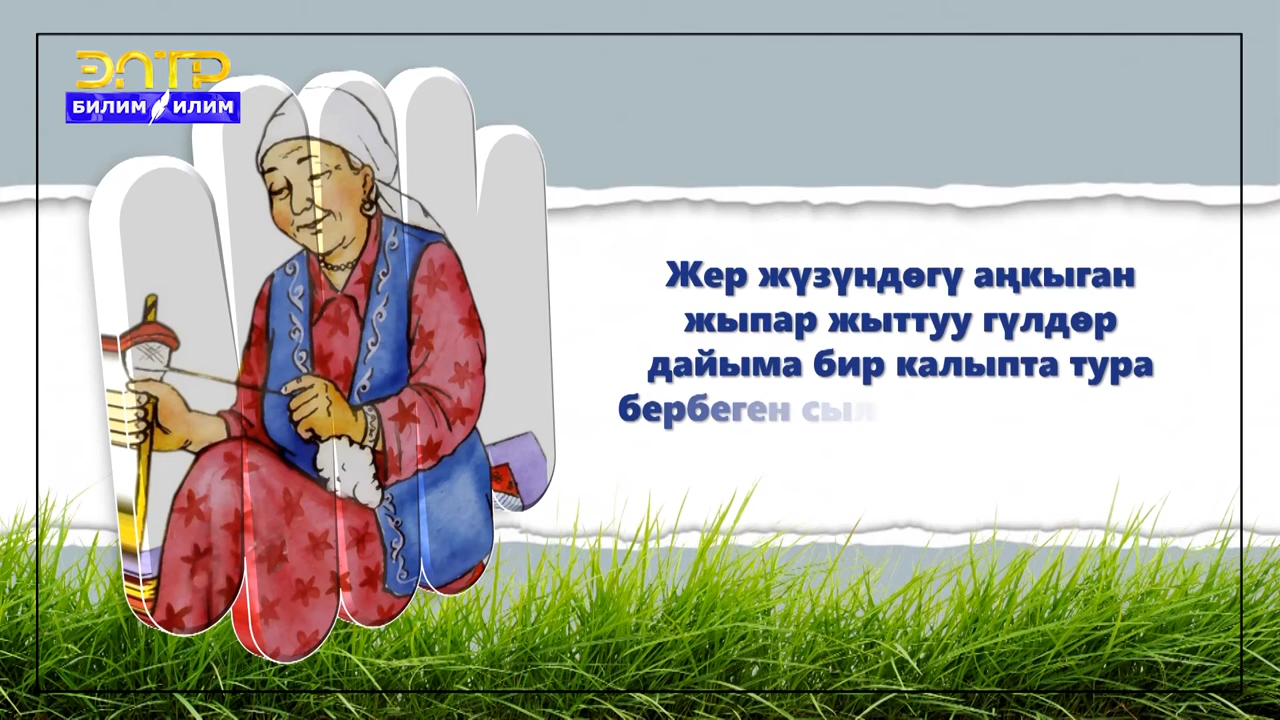 ЭЛТР
БИЛИМ ИЛИМ
Жер жүзүндөгү аңкыган
жыпар жыттуу гүлдөр
дайыма бир калыпта тура
бербеген